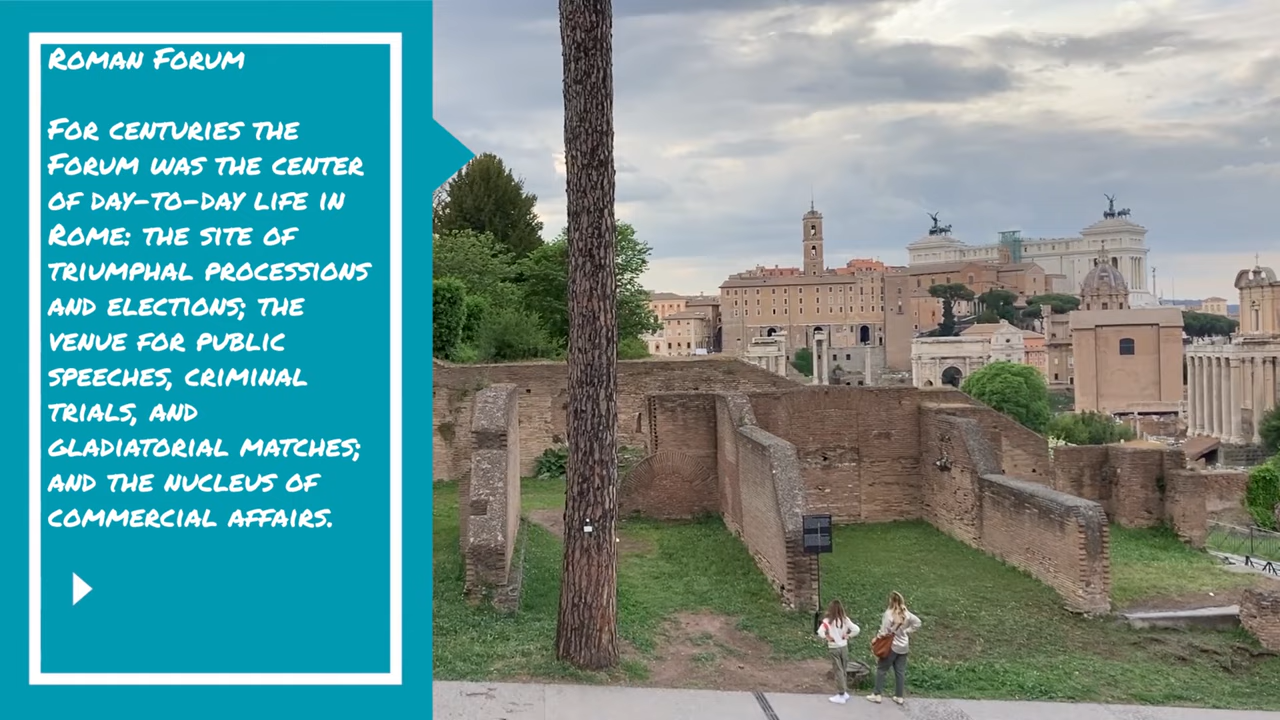 Roman Forum
For centuries the
Forum was the center
of day-to-day life in
Rome: the site of
triumphal processions
and elections; the
venue for public
speeches, criminal
trials, and
gladiatorial matches;
and the nucleus of
commercial affairs.